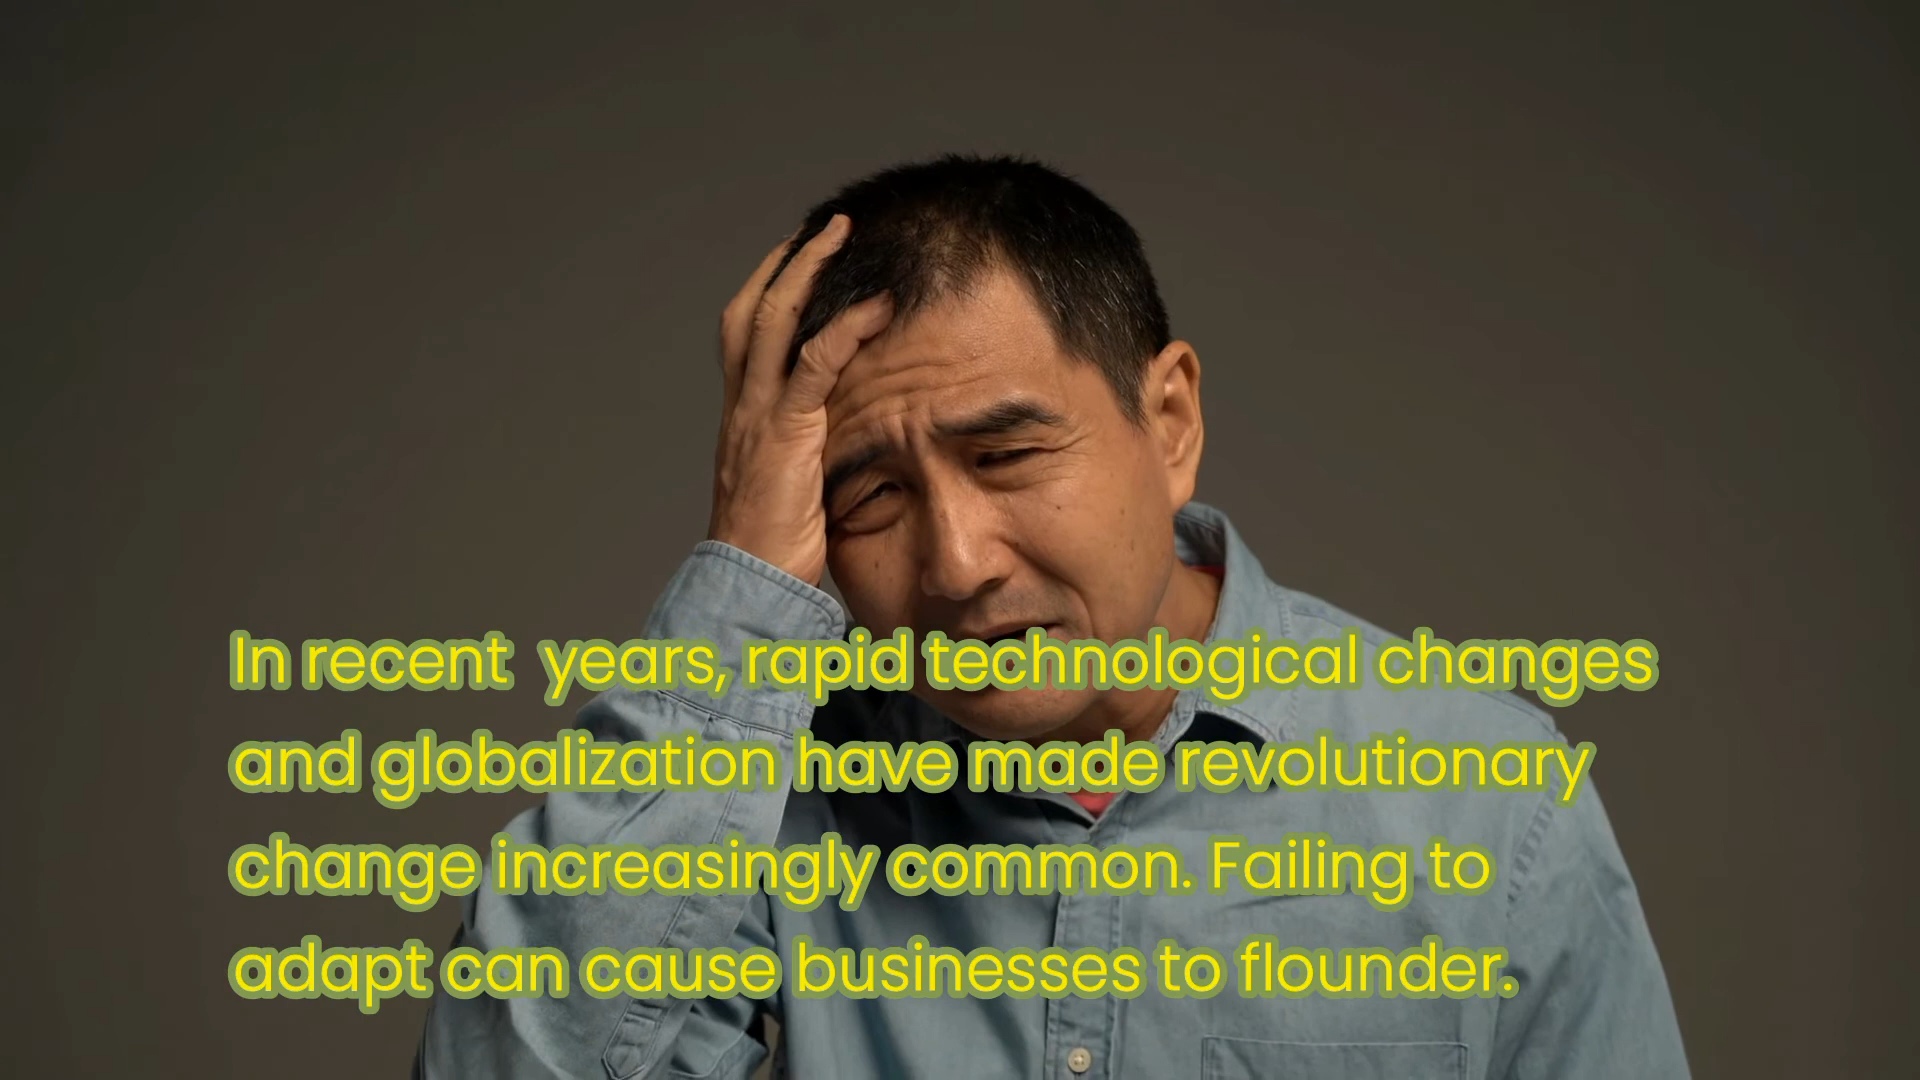 In recent  years, rapid technological changes
and globalization have made revolutionary
change increasingly common. Failing to
adapt can cause businesses to flounder.